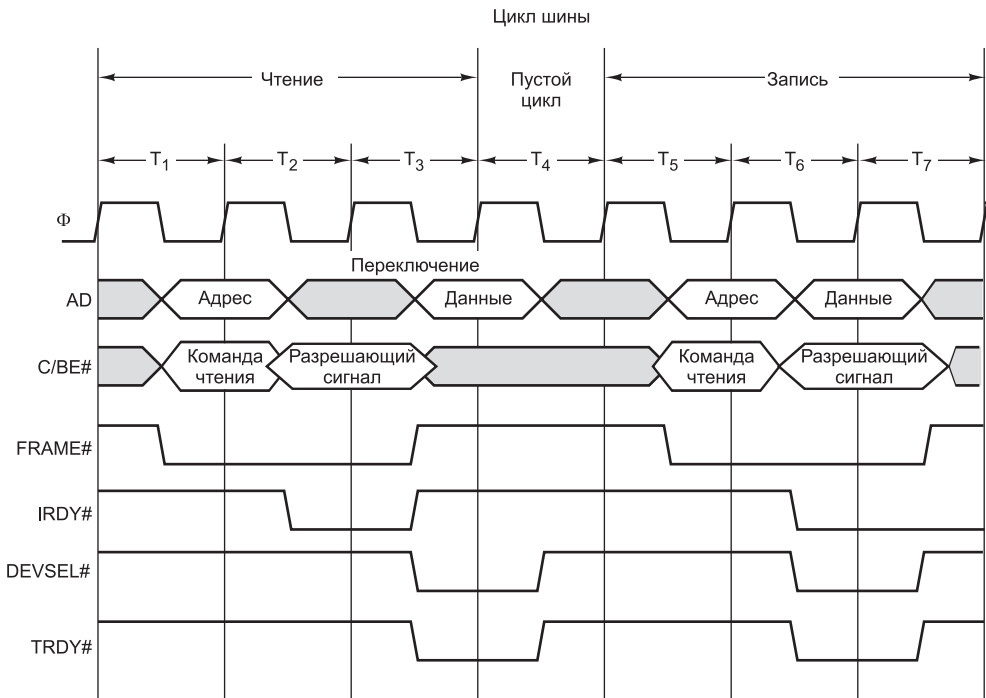 Цикл шины
Чтение
Пустой
цикл
Запись
T1
T2
T3
T4
T5
T6
T7
Φ
Переключение
AD
Адрес
Данные
Адрес
Данные
C/BE#
Команда
чтения
Разрешающий
сигнал
Команда
чтения
Разрешающий
сигнал
FRAME#
IRDY#
DEVSEL#
TRDY#